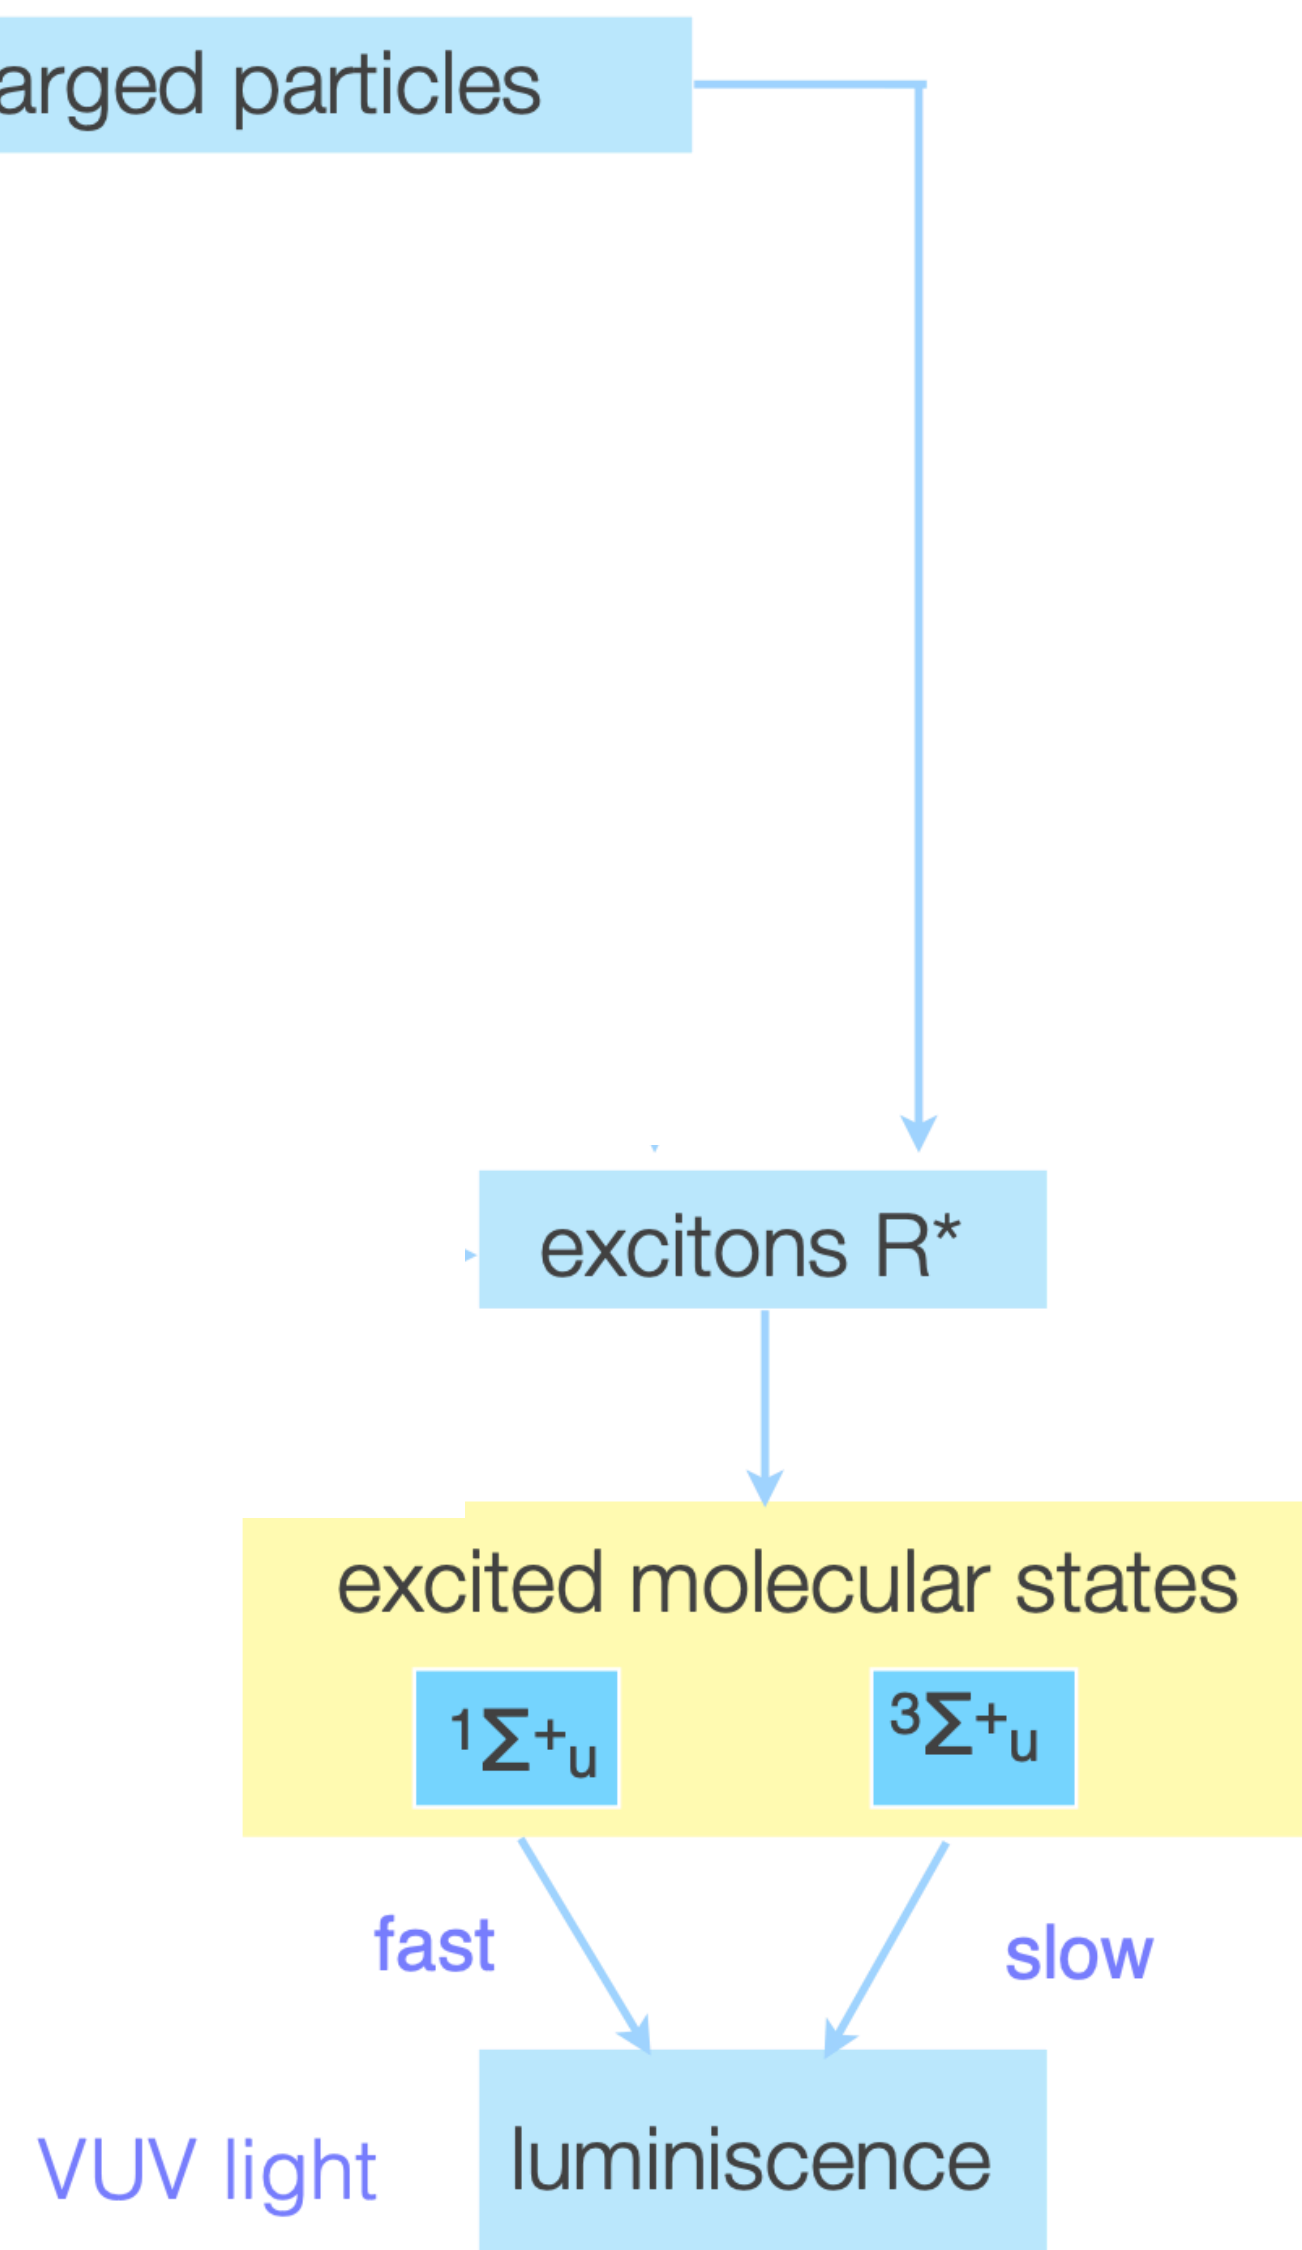 arged particles
excitons R*
excited molecular states
¹Σ⁺ᵤ
³Σ⁺ᵤ
fast
slow
VUV light
luminiscence